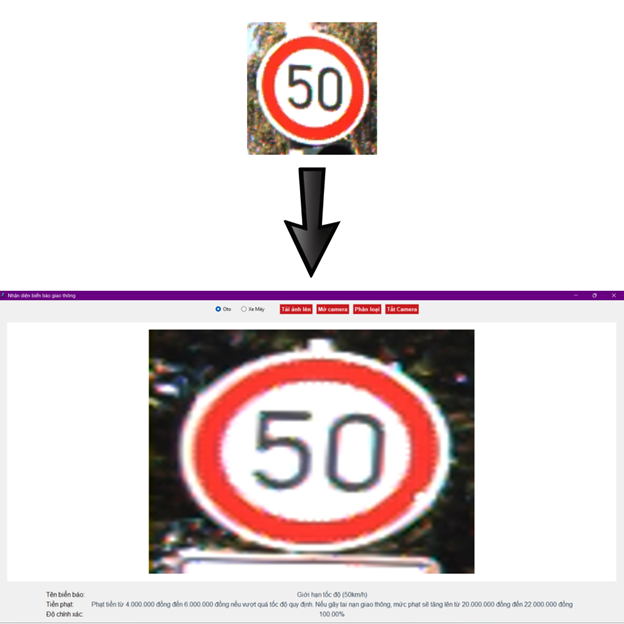 50
Nhận diện biển báo giao thông
Oto Xe Máy Tải ảnh lên Mở camera Phân loại Tắt Camera
50
Tên biển báo: Giới hạn tốc độ (50km/h)
Tiền phạt: Phạt tiền từ 4.000.000 đồng đến 6.000.000 đồng nếu vượt quá tốc độ quy định. Nếu gây tai nạn giao thông, mức phạt sẽ tăng lên từ 20.000.000 đồng đến 22.000.000 đồng
Độ chính xác: 100.00%